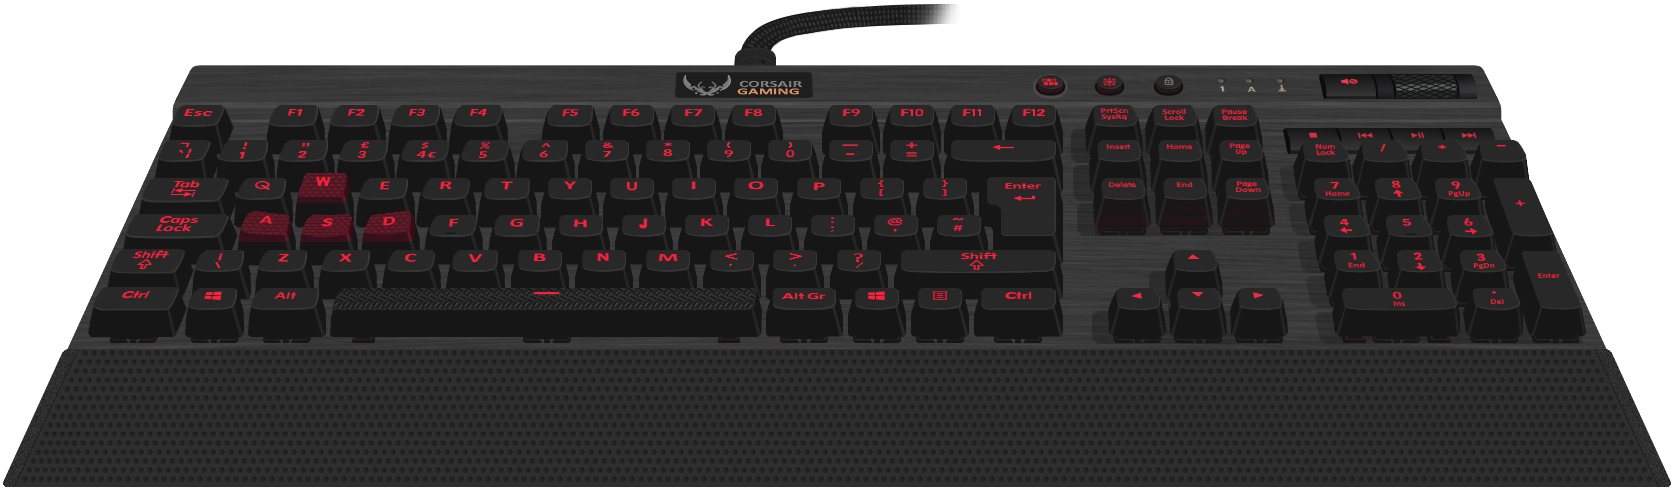 CORSAIR
GAMING
1 A
Esc F1 F2 F3 F4 F5 F6 F7 F8 F9 F10 F11 F12 PrtScn SysRq Scroll Lock Pause Break
¬ ! " £ $ % ^ & * ( ) _ +
` ¦ 1 2 3 4 € 5 6 7 8 9 0 - = Insert Home Page Up Num Lock / * -
Tab Q W E R T Y U I O P { [ } ] Enter Delete End Page Down 7 Home 8 9 PgUp +
Caps Lock A S D F G H J K L : ; @ ' ~ # 4 5 6
Shift | \ Z X C V B N M < , > . ? / Shift 1 End 2 3 PgDn Enter
Ctrl Alt Alt Gr Ctrl 0 Ins . Del